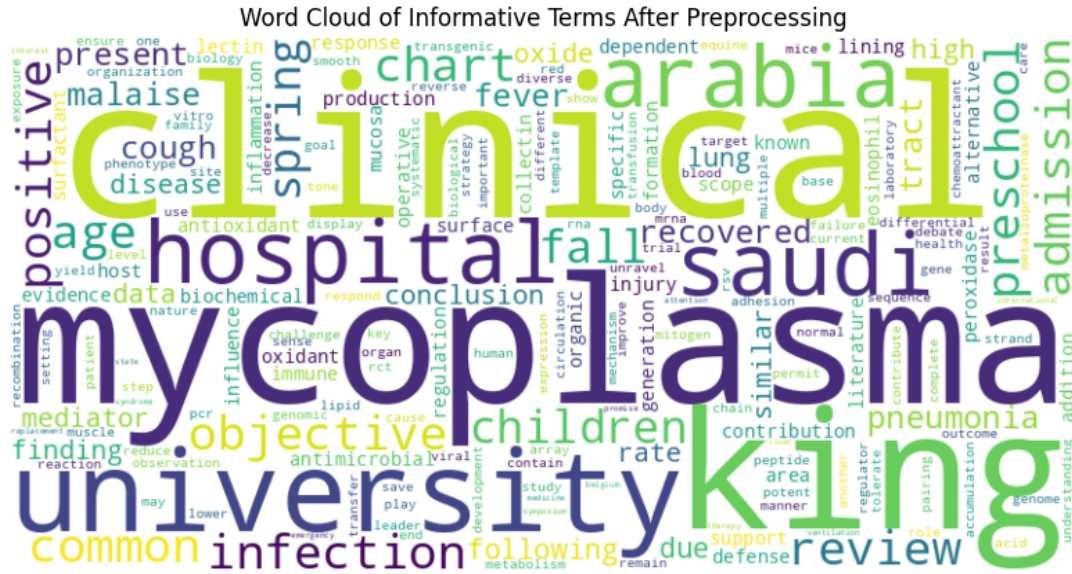 Word Cloud of Informative Terms After Preprocessing
interest
ensure
one
lectin
response
transgenic
oxide
dependent
equine
mice
lining
high
care
exposure
present
biology
inflammation
spring
smooth
chart
diverse
red
arabia
organization
reverse
fever
show
malaise
production
clinical
positive
surfactant
vitro
family
decrease
goal
mucosa
operative
systematic
biological
strategy
important
collectin
different
template
specific
transfusion
formation
target
known
lung
blood
scope
multiple
base
eosinophil
laboratory
tract
chemoattractant
alternative
metalloproteinase
preschool
admission
cough
phenotype
site
disease
tone
use
antioxidant
display
surface
rna
mrna
body
trial
recovered
failure
current
differential
debate
health
result
age
level
yield
host
hospital
fall
unravel
injury
rsv
saudi
gene
peroxidase
evidence
data
biochemical
respond
conclusion
organic
attention
adhesion
sequence
international
nature
recombination
setting
patient
state
syndrome
step
influence
challenge
key
sense
oxidant
organ
rct
immune
human
regulation
expression
circulation
mechanism
improve
generation
mitogen
similar
normal
permit
literature
contribute
complete
strand
addition
mycoplasma
mediator
pcr
lipid
genomic
cause
promise
chain
contribution
pneumonia
outcome
replacement
muscle
finding
reduce
objective
children
rate
king
reaction
observation
antimicrobial
viral
contain
array
peptide
area
potent
manner
line
another
regulator
tolerate
pairing
accumulation
genome
understanding
university
may
lower
transfer
save
play
leader
end
development
study
medicine
symposium
belgium
therapy
support
ventilation
role
acid
common
emergency
infection
following
metabolism
remain
due
defense
review